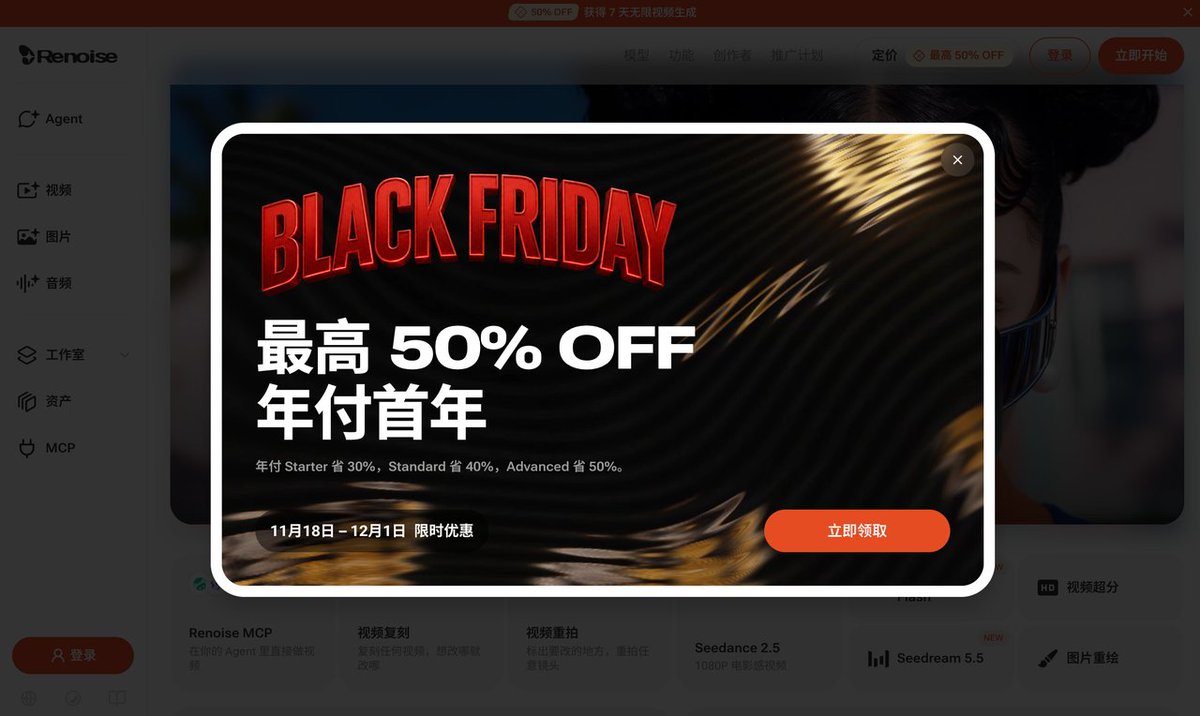 50% OFF 获得 7 天无限视频生成
Renoise
模型 功能 创作者 推广计划 定价 最高 50% OFF 登录 立即开始
Agent
视频
图片
音频
工作室
资产
MCP
登录
BLACK FRIDAY
最高 50% OFF
年付首年
年付 Starter 省 30%，Standard 省 40%，Advanced 省 50%。
11月18日 – 12月1日 限时优惠
立即领取
Renoise MCP
在你的 Agent 里直接做视
频
视频复刻
复刻任何视频，想改哪就
改哪
视频重拍
标出要改的地方，重拍任
意镜头
Seedance 2.5
1080P 电影感视频
Flash
NEW
Seedream 5.5
HD 视频超分
图片重绘